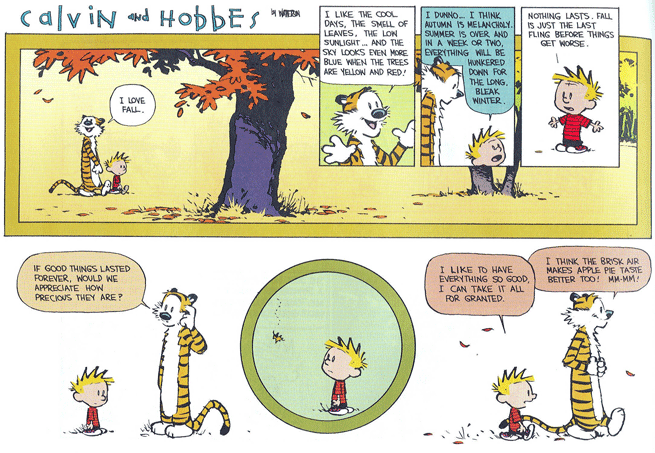 CALVIN AND HOBBES
BY WATTERSON
I LOVE
FALL.
I LIKE THE COOL
DAYS, THE SMELL OF
LEAVES, THE LOW
SUNLIGHT... AND THE
SKY LOOKS EVEN MORE
BLUE WHEN THE TREES
ARE YELLOW AND RED!
I DUNNO... I THINK
AUTUMN IS MELANCHOLY.
SUMMER IS OVER AND
IN A WEEK OR TWO,
EVERYTHING WILL BE
HUNKERED
DOWN FOR
THE LONG,
BLEAK
WINTER.
NOTHING LASTS. FALL
IS JUST THE LAST
FLING BEFORE THINGS
GET WORSE.
IF GOOD THINGS LASTED
FOREVER, WOULD WE
APPRECIATE HOW
PRECIOUS THEY ARE?
I LIKE TO HAVE
EVERYTHING SO GOOD,
I CAN TAKE IT ALL
FOR GRANTED.
I THINK THE BRISK AIR
MAKES APPLE PIE TASTE
BETTER TOO! MM-MM!